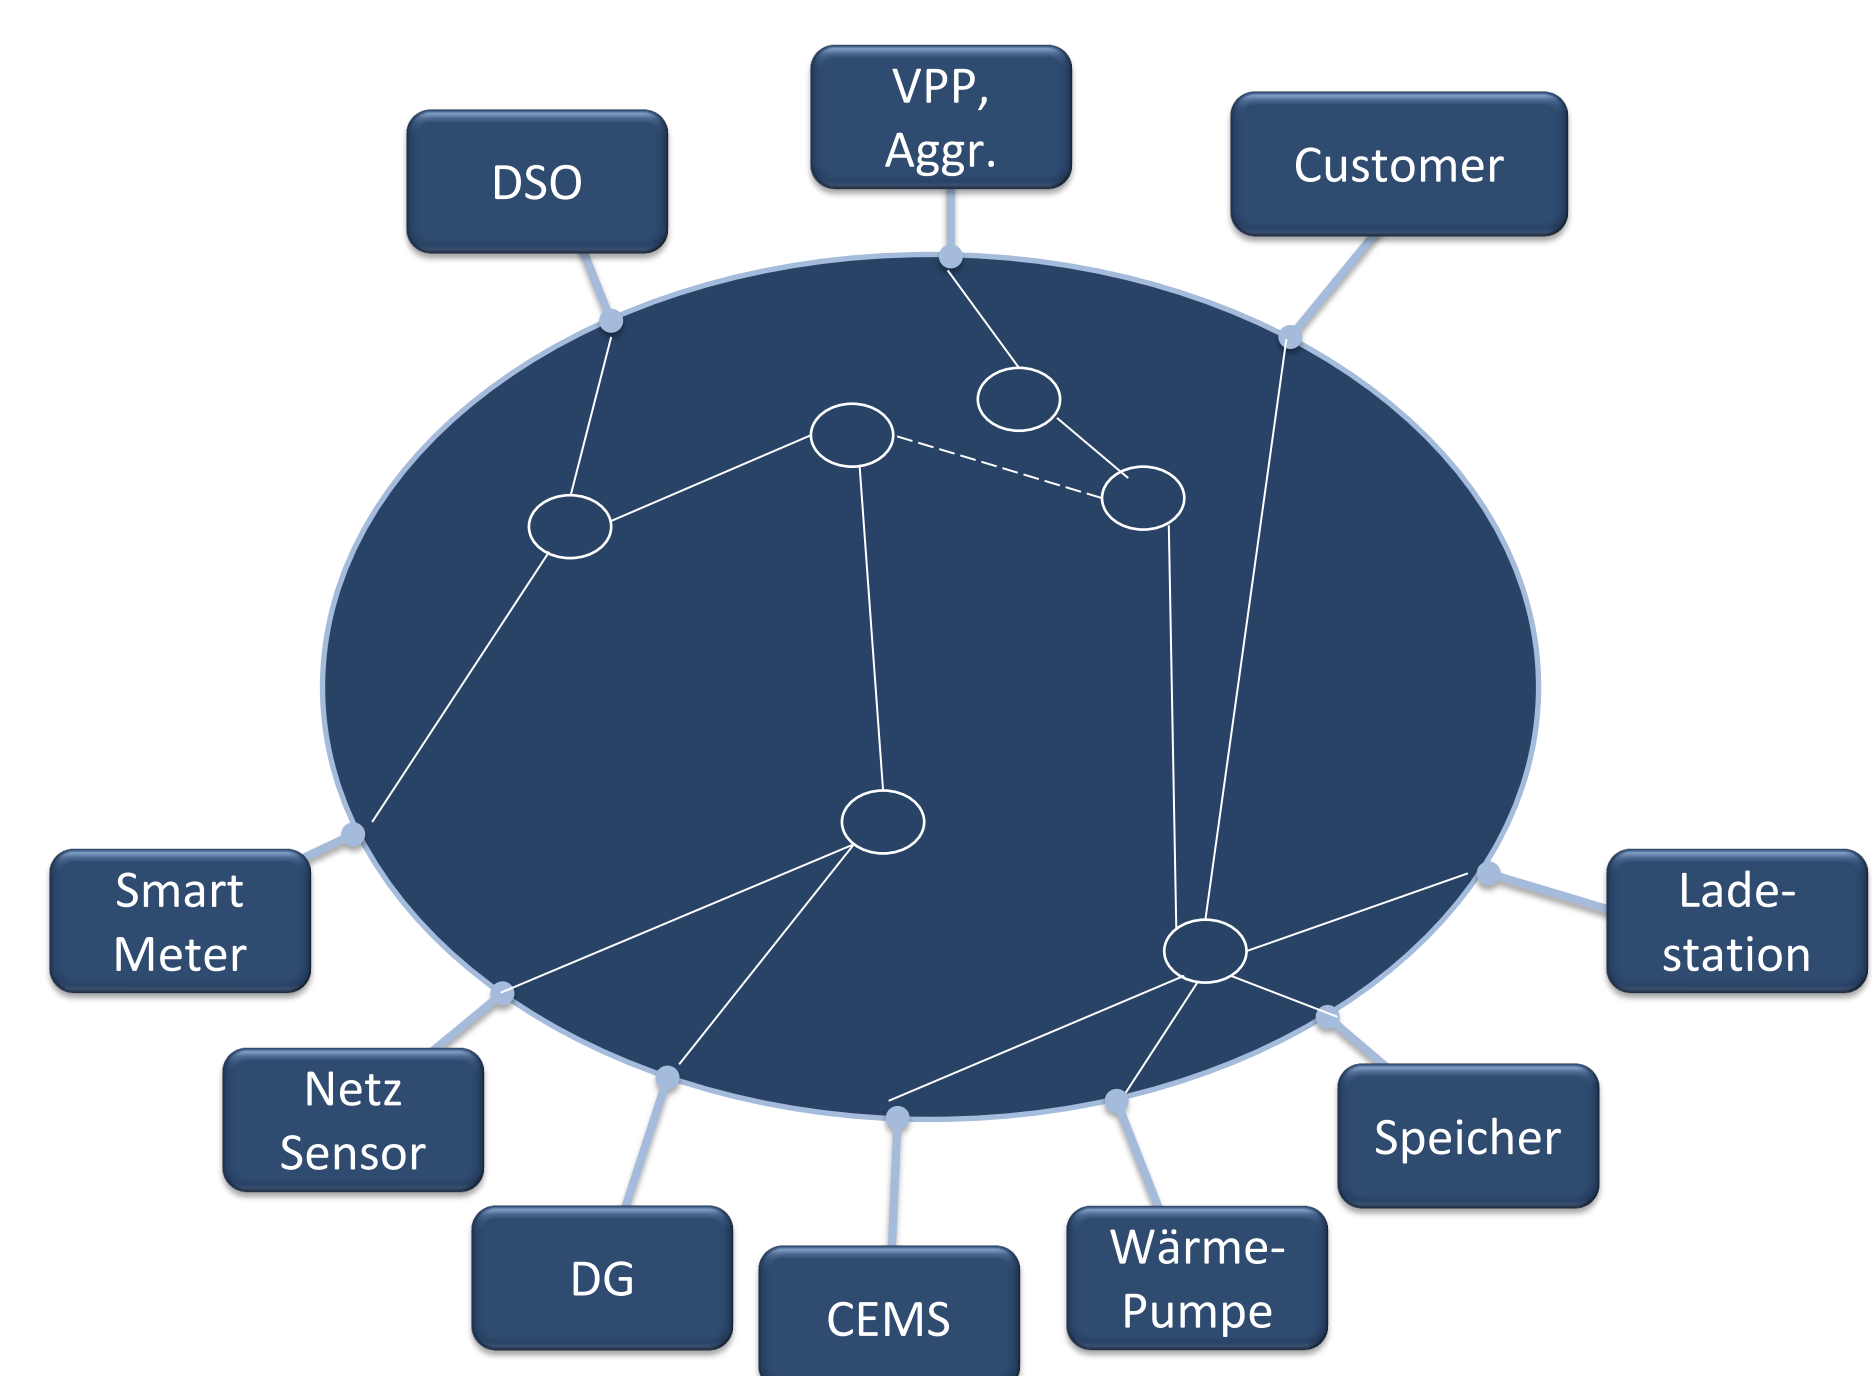 VPP,
Aggr.
Customer
DSO
Smart
Meter
Lade-
station
Netz
Sensor
Speicher
DG
CEMS
Wärme-
Pumpe